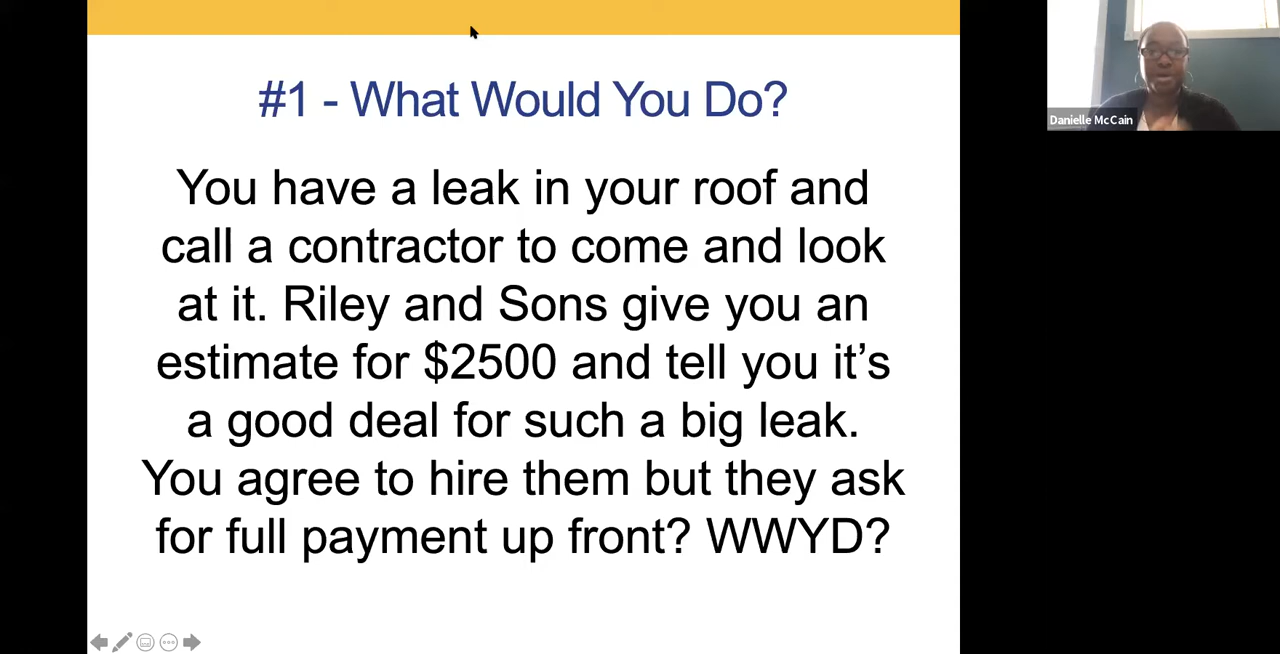 #1 - What Would You Do?
You have a leak in your roof and
call a contractor to come and look
at it. Riley and Sons give you an
estimate for $2500 and tell you it’s
a good deal for such a big leak.
You agree to hire them but they ask
for full payment up front? WWYD?
Danielle McCain